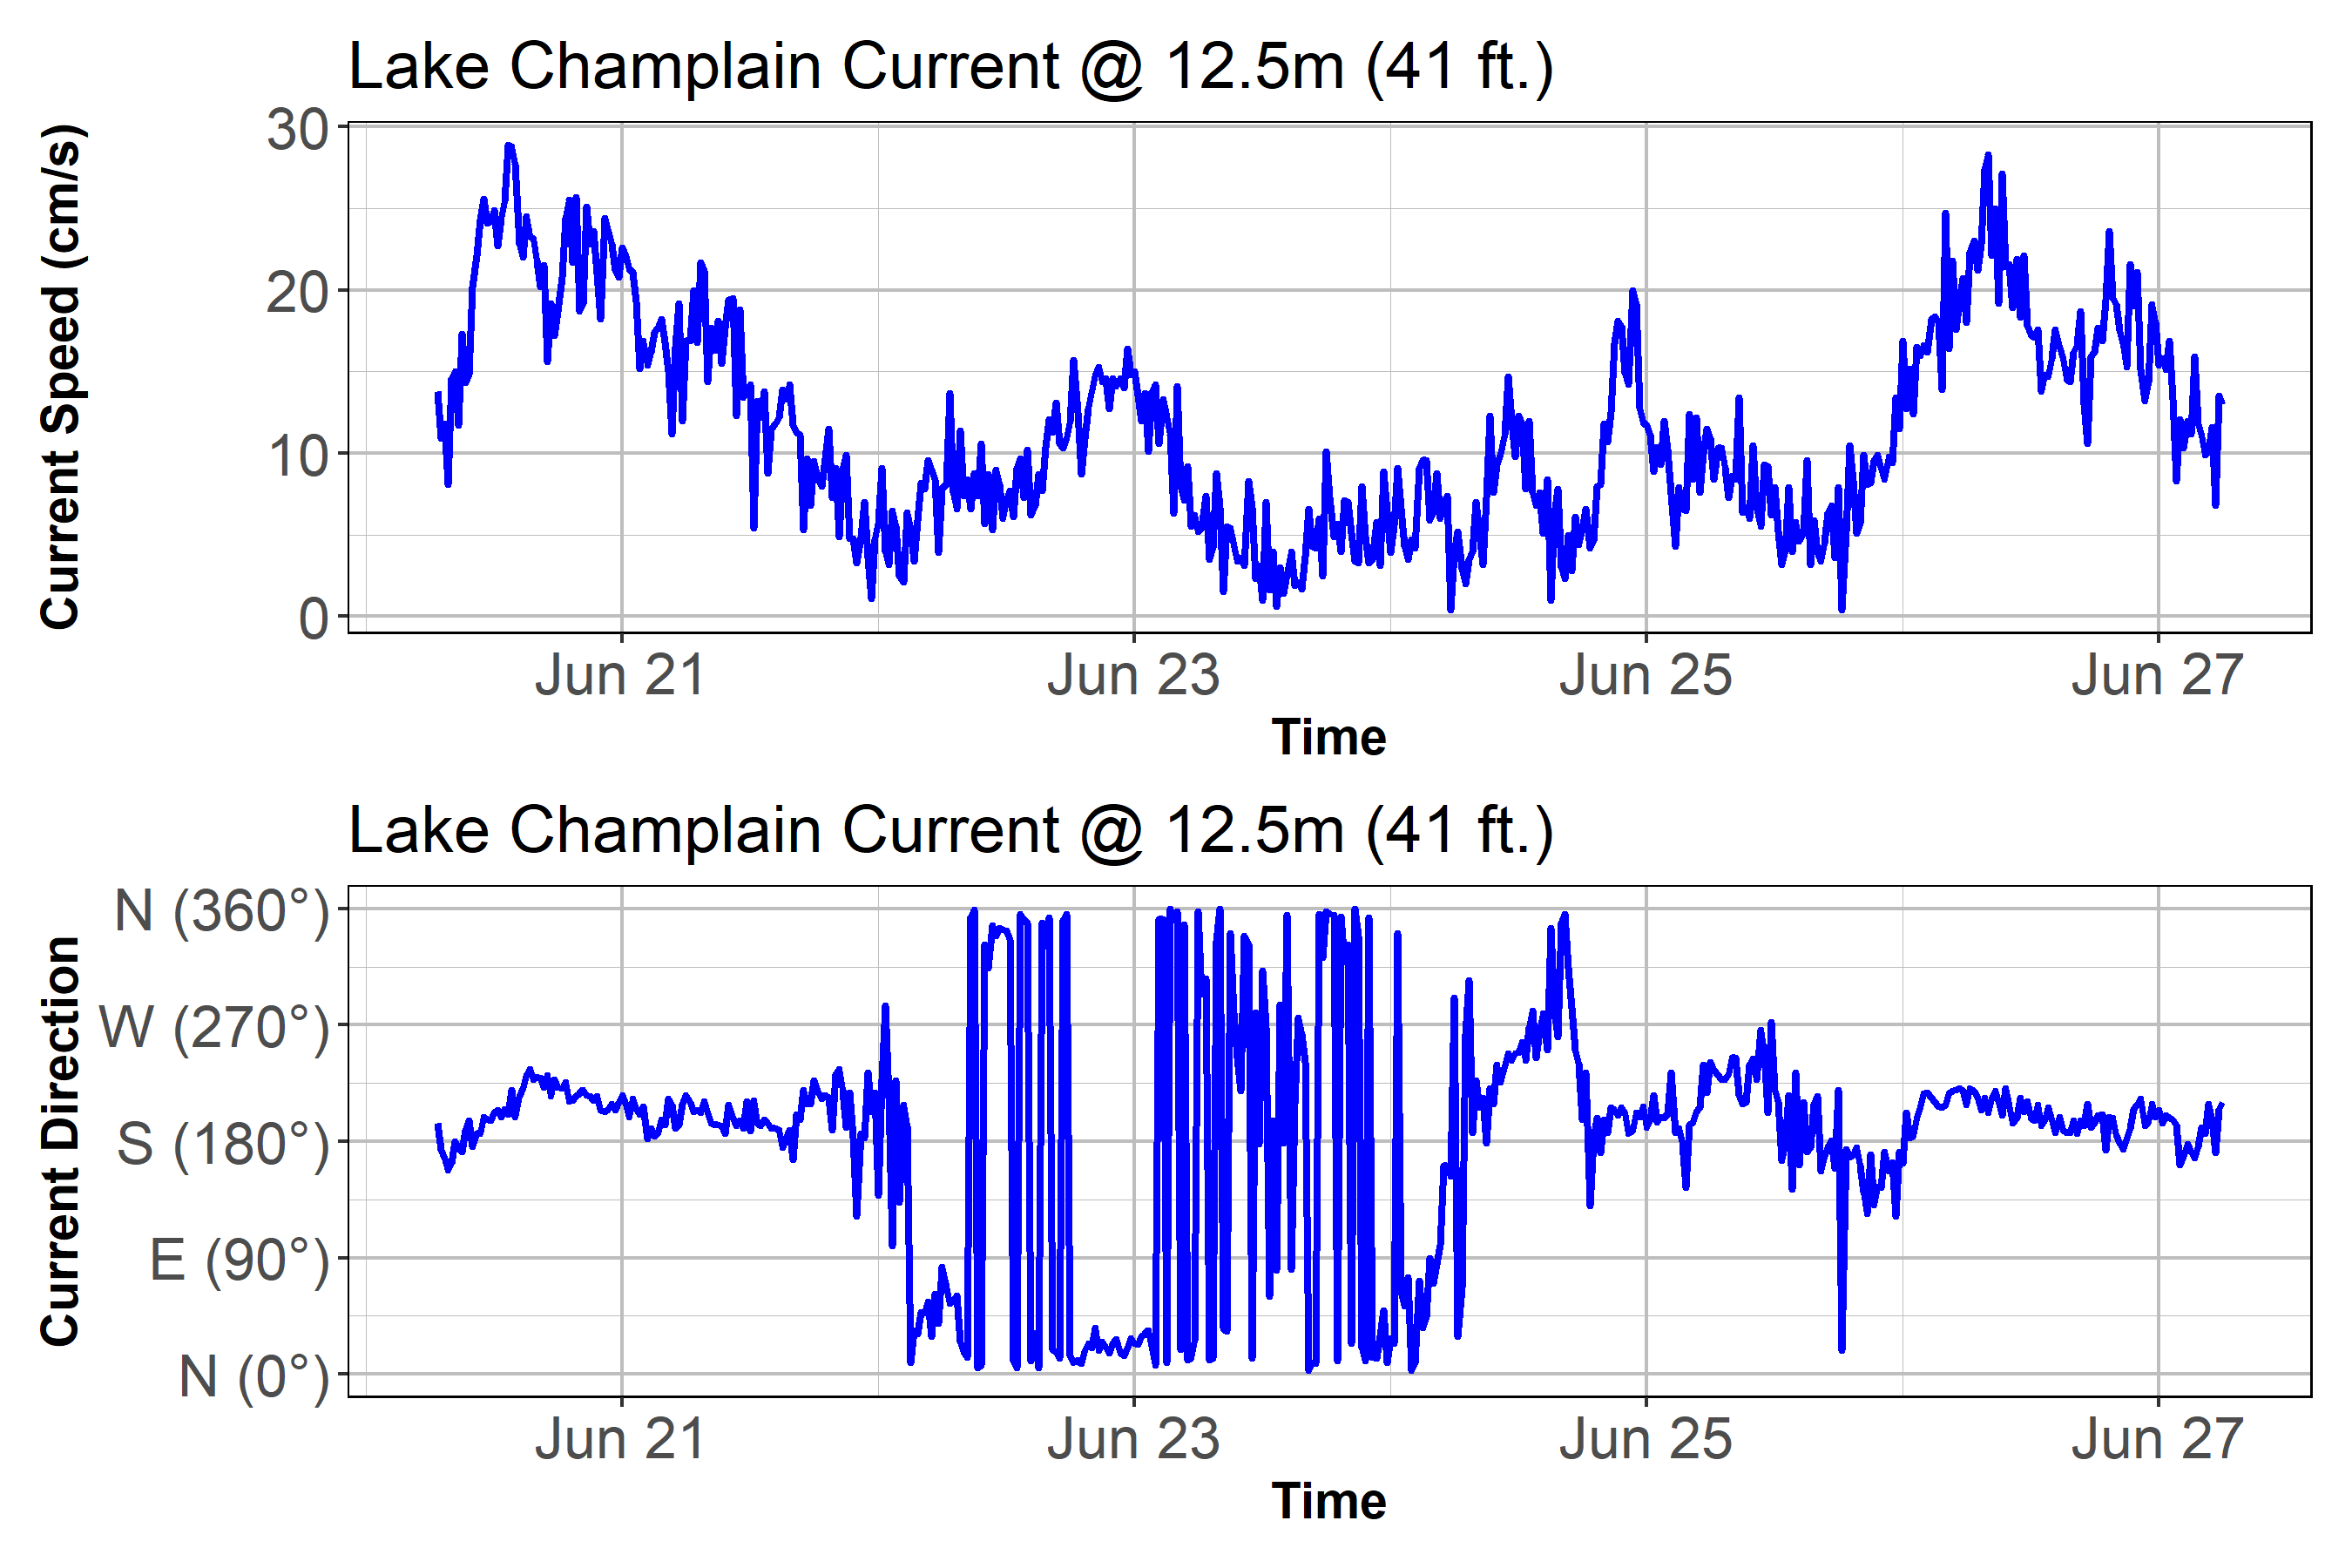 Lake Champlain Current @ 12.5m (41 ft.)
Current Speed (cm/s)
30
20
10
0
Jun 21 Jun 23 Jun 25 Jun 27
Time
Lake Champlain Current @ 12.5m (41 ft.)
Current Direction
N (360°)
W (270°)
S (180°)
E (90°)
N (0°)
Jun 21 Jun 23 Jun 25 Jun 27
Time